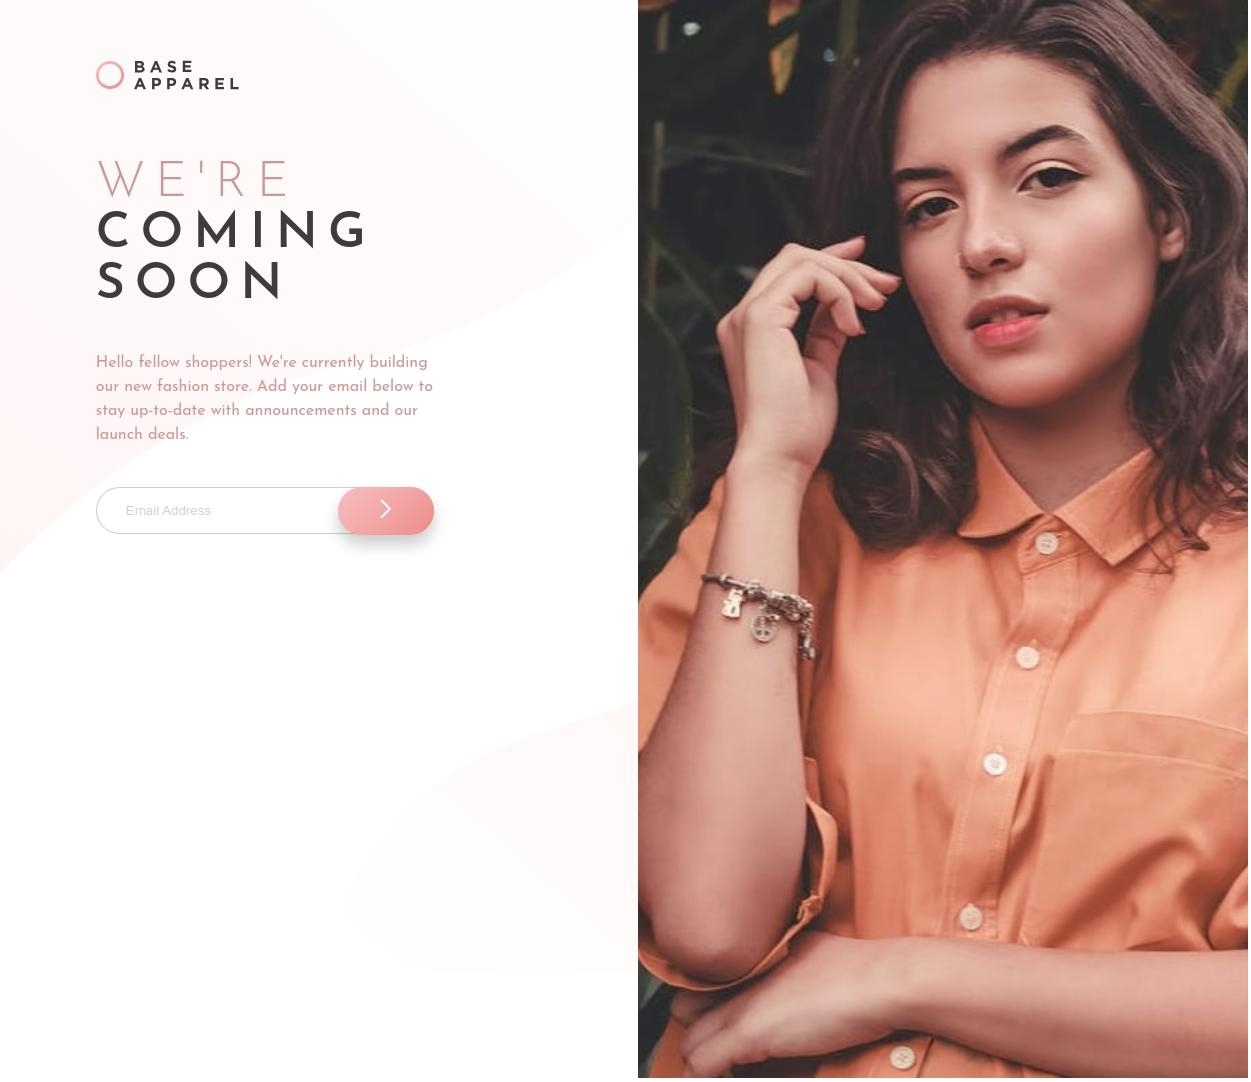 BASE
APPAREL
WE'RE
COMING
SOON
Hello fellow shoppers! We're currently building
our new fashion store. Add your email below to
stay up-to-date with announcements and our
launch deals.
Email Address